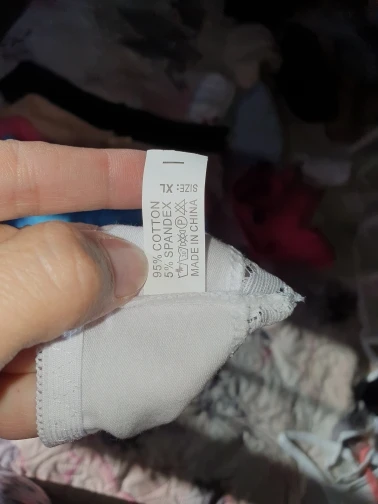 SIZE: XL
95% COTTON
5% SPANDEX
MADE IN CHINA